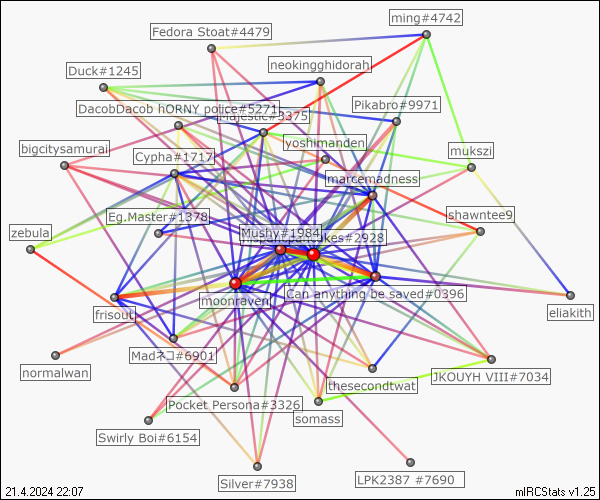 ming#4742
Fedora Stoat#4479
neokingghidorah
Duck#1245
Pikabro#9971
DacobDacob hORNY police#5271
Majestic#3375
yoshimanden
bigcitysamurai
mukszi
Cypha#1717
marcemadness
Eg.Master#1378
shawntee9
zebula
Mushy#1984
cakes#2928
moonraven
Can anything be saved#0396
frisout
eliakith
Madネコ#6901
normalwan
JKOUYH VIII#7034
thesecondtwat
Pocket Persona#3326
somass
Swirly Boi#6154
Silver#7938
LPK2387 #7690
21.4.2024 22:07
mIRCStats v1.25